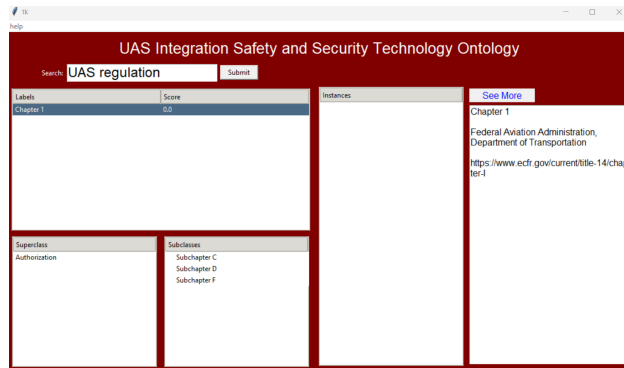 tk
help
UAS Integration Safety and Security Technology Ontology
Search: UAS regulation Submit
Labels Score
Chapter 1 0.0
Instances
See More
Chapter 1
Federal Aviation Administration,
Department of Transportation
https://www.ecfr.gov/current/title-14/chap
ter-I
Superclass
Authorization
Subclasses
Subchapter C
Subchapter D
Subchapter F